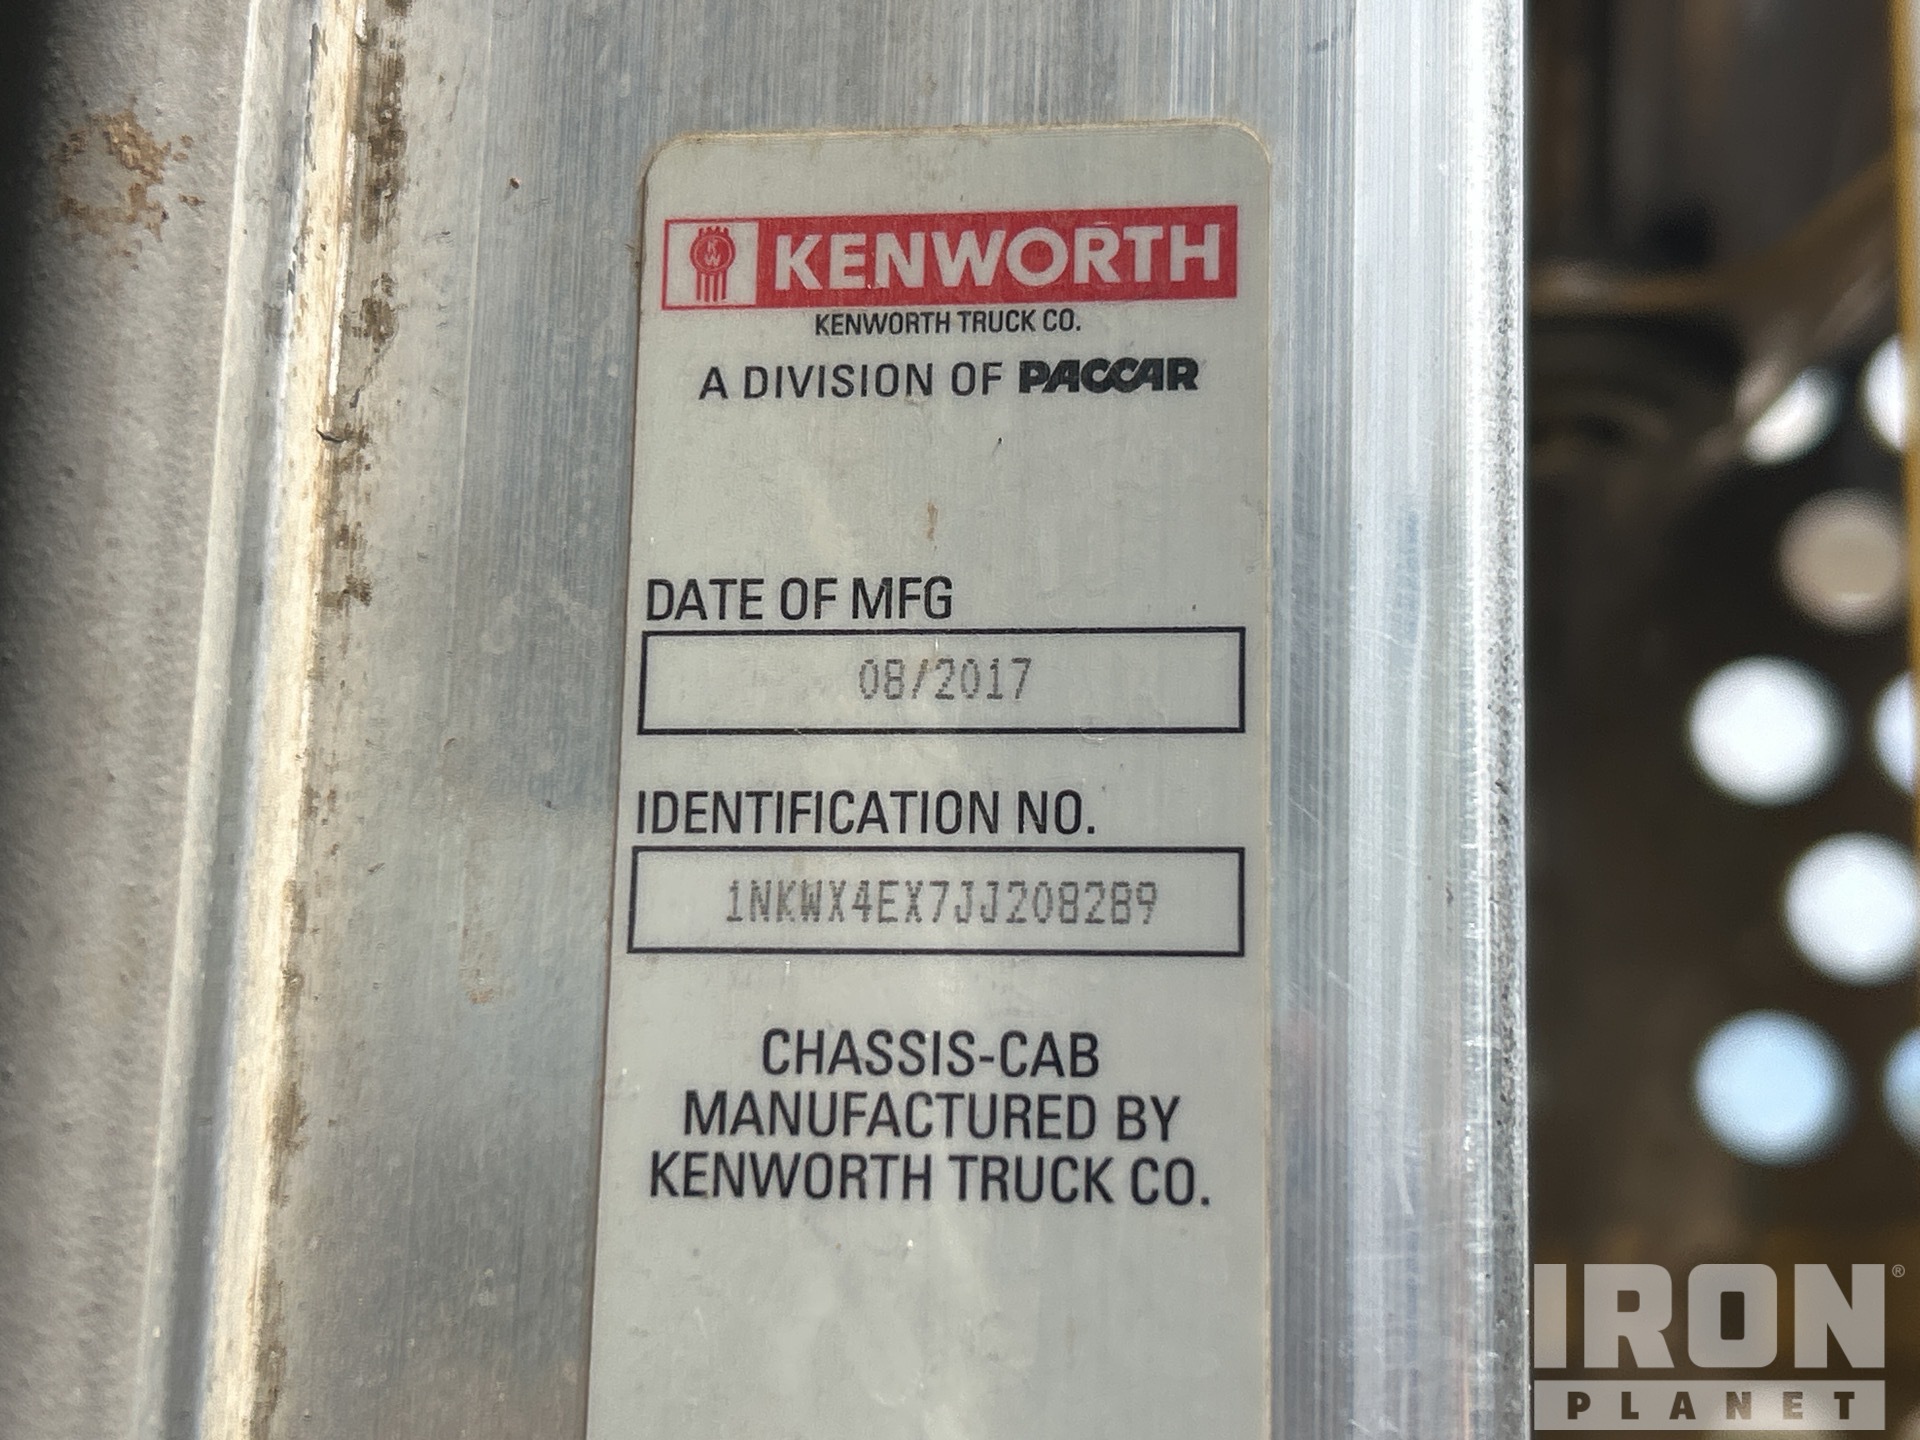 KW KENWORTH
KENWORTH TRUCK CO.
A DIVISION OF PACCAR
DATE OF MFG
08/2017
IDENTIFICATION NO.
1NKWX4EX7JJ208289
CHASSIS-CAB
MANUFACTURED BY
KENWORTH TRUCK CO.
IRON®
PLANET